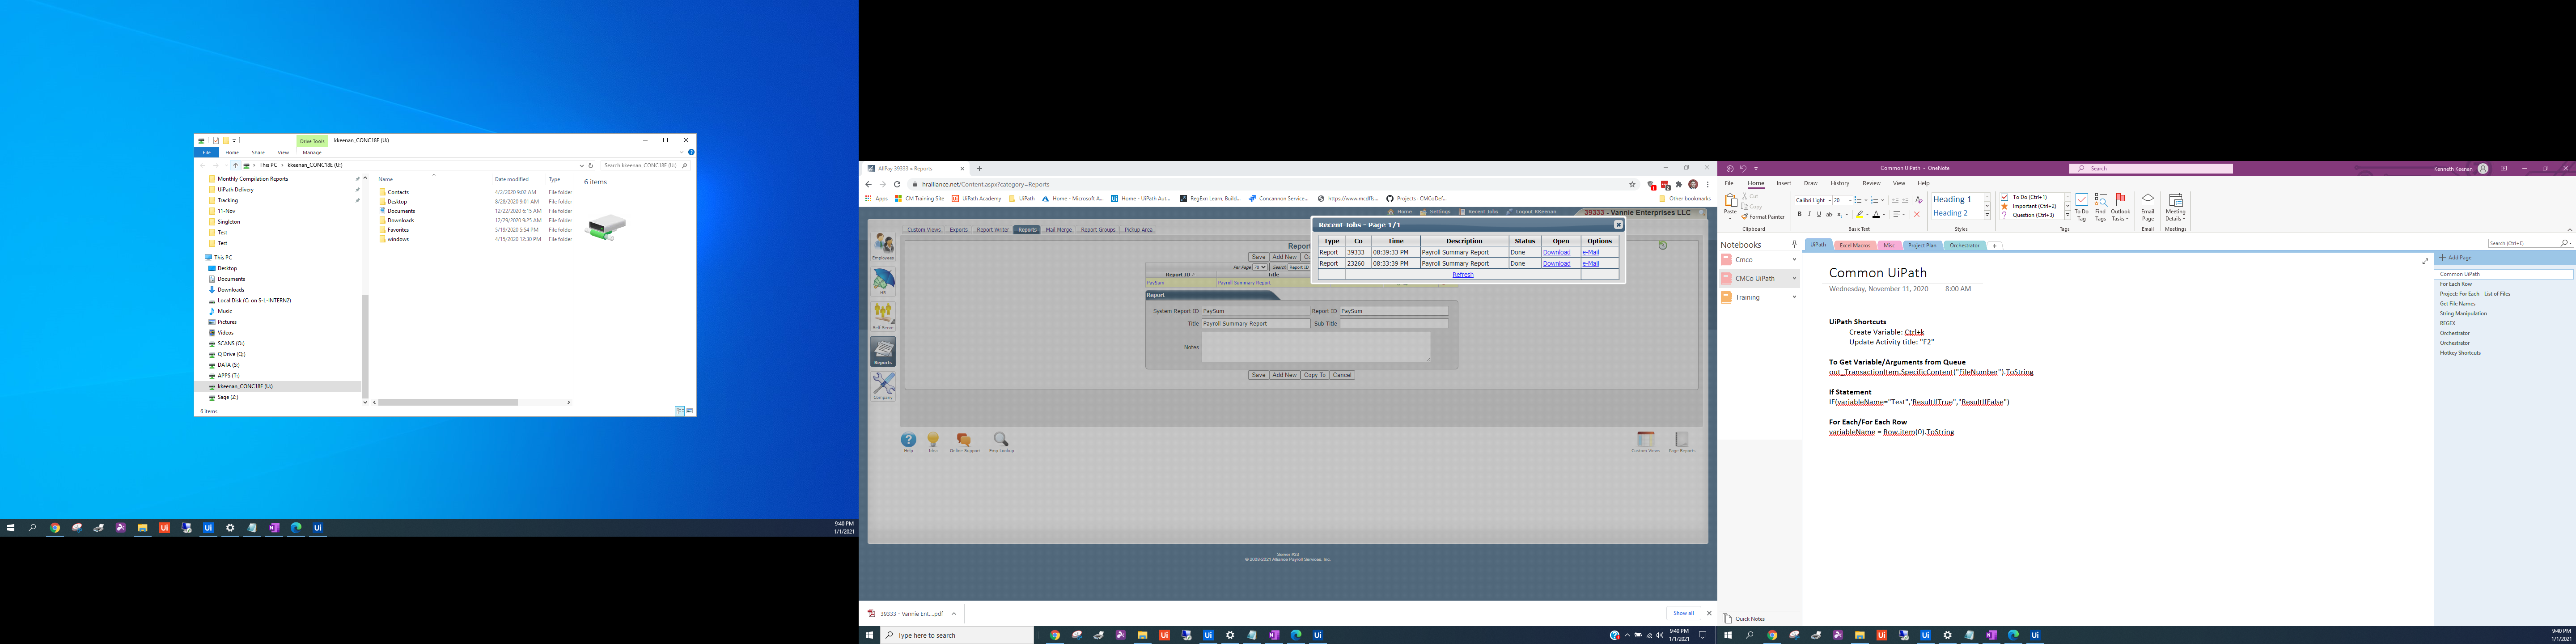 Drive Tools
kkeenan_CONC18E (U:)
File
Home
Share
View
Manage
This PC > kkeenan_CONC18E (U:)
Search kkeenan_CONC18E (U:)
Monthly Compilation Reports
UiPath Delivery
Tracking
11-Nov
Singleton
Test
Test
This PC
Desktop
Documents
Downloads
Local Disk (C: on S-L-INTERN2)
Music
Pictures
Videos
SCANS (O:)
Q Drive (Q:)
DATA (S:)
APPS (T:)
kkeenan_CONC18E (U:)
Sage (Z:)
Name Date modified Type
Contacts 4/2/2020 9:02 AM File folder
Desktop 8/28/2020 9:01 AM File folder
Documents 12/22/2020 6:15 AM File folder
Downloads 12/29/2020 9:25 AM File folder
Favorites 5/19/2020 5:54 PM File folder
windows 4/15/2020 12:30 PM File folder
6 items
6 items
9:40 PM
1/1/2021
AllPay 39333 - Reports
hralliance.net/Content.aspx?category=Reports
Apps
CM Training Site
UiPath Academy
UiPath
Home - Microsoft A...
Home - UiPath Aut...
RegExr: Learn, Build...
Concannon Service...
https://www.mcdfts...
Projects - CMCoDef...
Other bookmarks
Home
Settings
Recent Jobs
Logout KKeenan
39333 - Vannie Enterprises LLC
Custom Views
Exports
Report Writer
Reports
Mail Merge
Report Groups
Pickup Area
Employees
HR
Self Serve
Reports
Company
Report
Save
Add New
Per Page
Search
Report ID
Report ID
Title
PaySum
Payroll Summary Report
Recent Jobs - Page 1/1
Type Co Time Description Status Open Options
Report 39333 08:39:33 PM Payroll Summary Report Done Download e-Mail
Report 23260 08:33:39 PM Payroll Summary Report Done Download e-Mail
Refresh
Report
System Report ID PaySum Report ID PaySum
Title Payroll Summary Report Sub Title
Notes
Save
Add New
Copy To
Cancel
Help
Idea
Online Support
Emp Lookup
Custom Views
Page Reports
Server #33
© 2005-2021 Alliance Payroll Services, Inc.
39333 - Vannie Ent....pdf
Show all
Type here to search
9:40 PM
1/1/2021
Common UiPath - OneNote
Search
Kenneth Keenan
File
Home
Insert
Draw
History
Review
View
Help
Paste
Cut
Copy
Format Painter
Clipboard
Calibri Light
20
Basic Text
Heading 1
Heading 2
Styles
To Do (Ctrl+1)
Important (Ctrl+2)
Question (Ctrl+3)
To Do Tag
Find Tags
Outlook Tasks
Tags
Email Page
Email
Meeting Details
Meetings
Notebooks
Cmco
CMCo UiPath
Training
UiPath
Excel Macros
Misc
Project Plan
Orchestrator
Search (Ctrl+E)
Common UiPath
Wednesday, November 11, 2020 8:00 AM
UiPath Shortcuts
Create Variable: Ctrl+k
Update Activity title: "F2"
To Get Variable/Arguments from Queue
out_TransactionItem.SpecificContent("FileNumber").ToString
If Statement
IF(variableName="Test",'ResultIfTrue","ResultIfFalse")
For Each/For Each Row
variableName = Row.item(0).ToString
Add Page
Common UiPath
For Each Row
Project: For Each - List of Files
Get File Names
String Manipulation
REGEX
Orchestrator
Orchestrator
Hotkey Shortcuts
Quick Notes
9:40 PM
1/1/2021